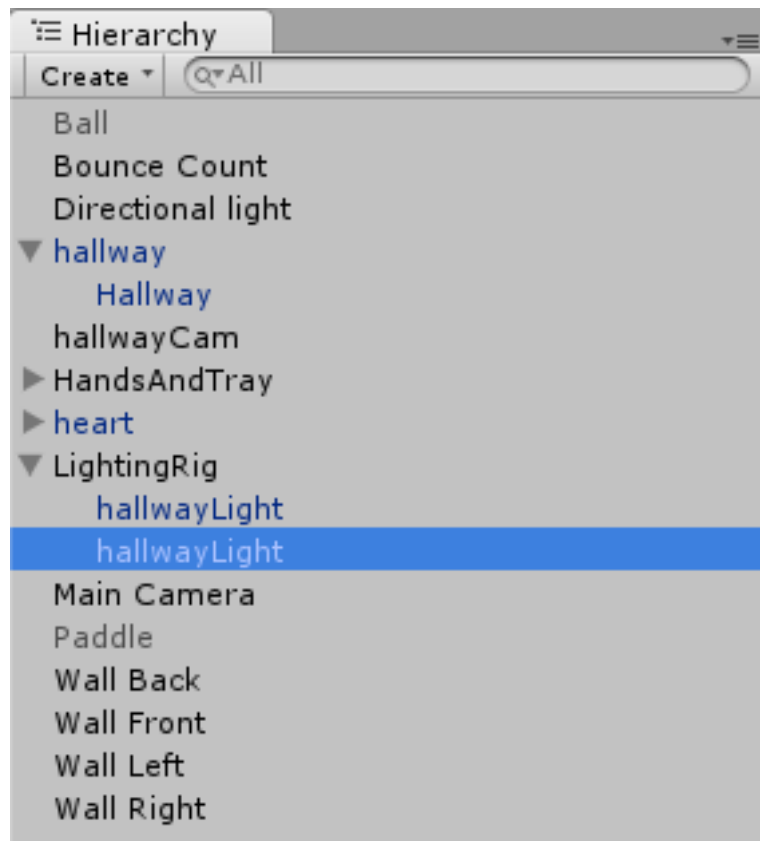 Hierarchy
Create All
Ball
Bounce Count
Directional light
hallway
Hallway
hallwayCam
HandsAndTray
heart
LightingRig
hallwayLight
hallwayLight
Main Camera
Paddle
Wall Back
Wall Front
Wall Left
Wall Right